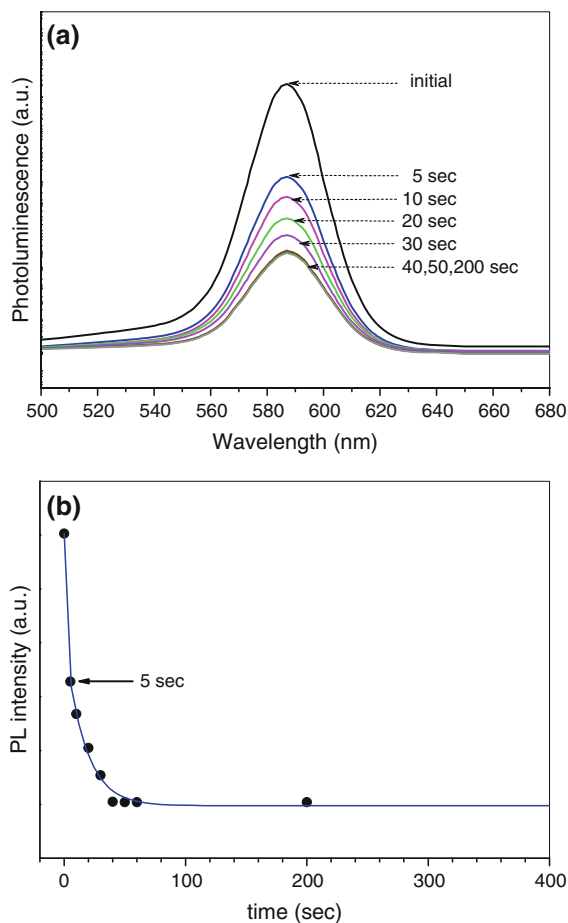 (a)
Photoluminescence (a.u.)
initial
5 sec
10 sec
20 sec
30 sec
40,50,200 sec
500 520 540 560 580 600 620 640 660 680
Wavelength (nm)
(b)
PL intensity (a.u.)
5 sec
0 100 200 300 400
time (sec)